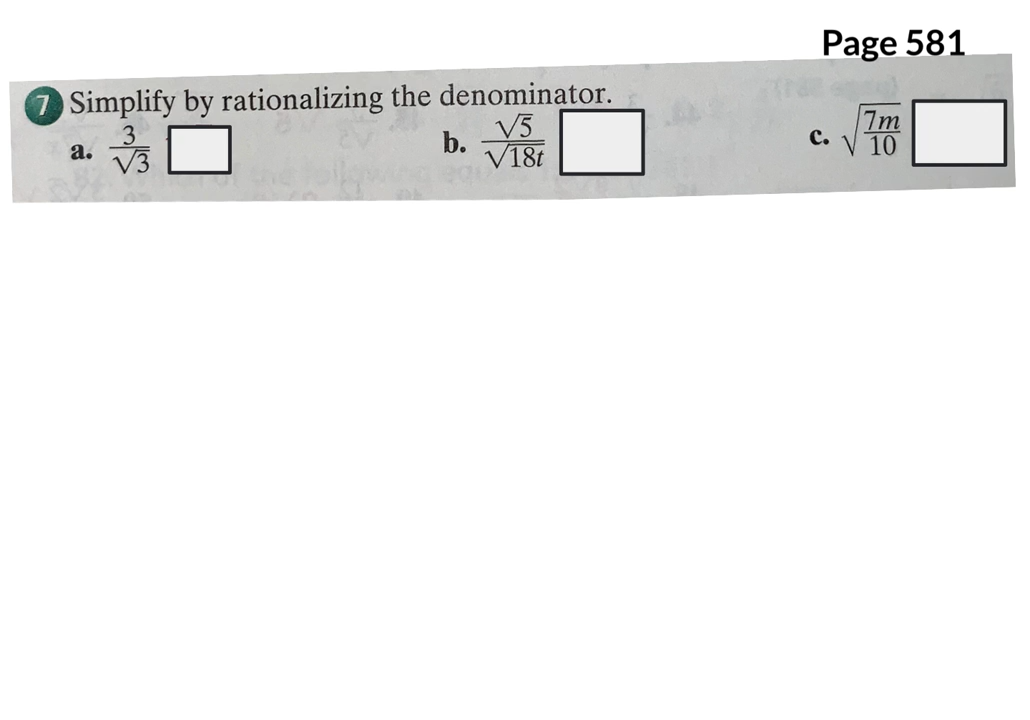 Page 581
7 Simplify by rationalizing the denominator.
a. 3/√3 b. √5/√18t c. √(7m/10)